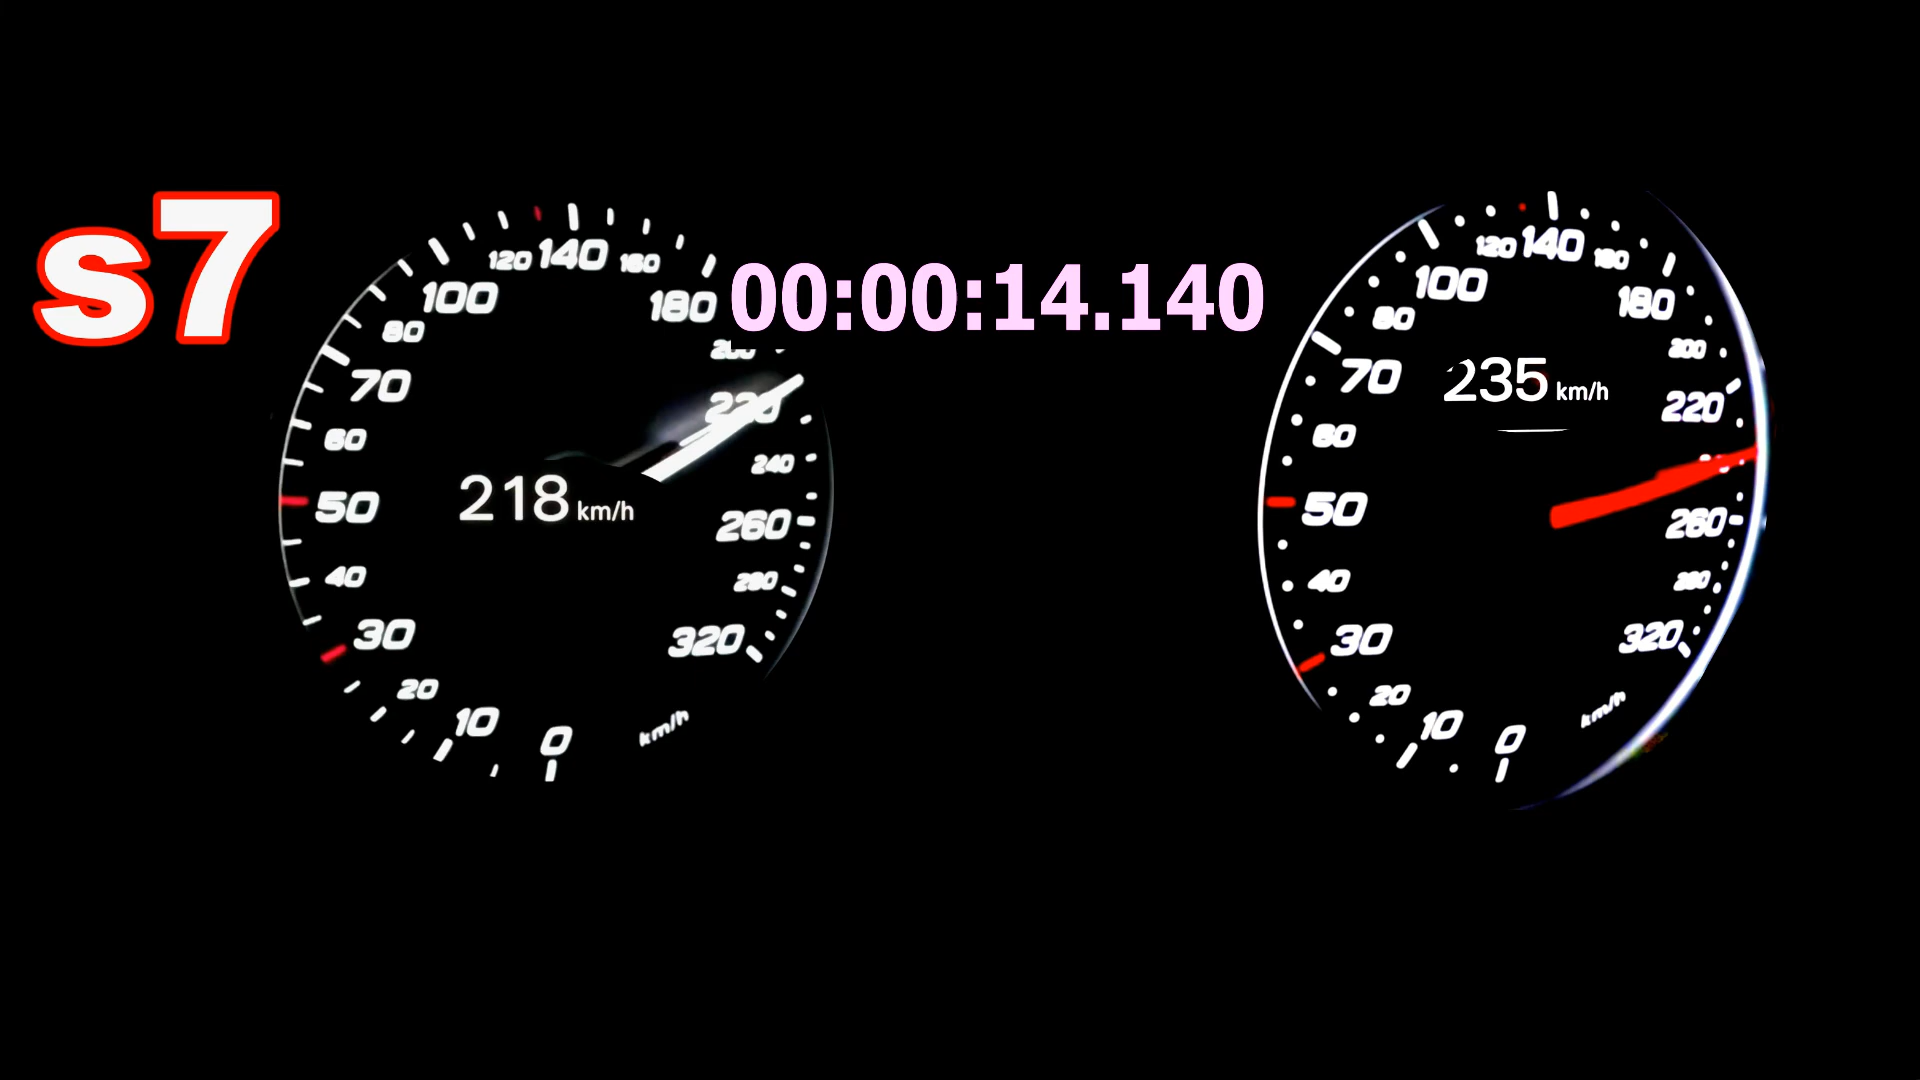 s7
00:00:14.140
120 140 160
100 180
80 200
70 220
60 240
218 km/h
50 260
40 280
30 320
20
10 0 km/h
120 140 160
100 180
80 200
235 km/h
70 220
60
50 260
40 280
30 320
20
10 0 km/h